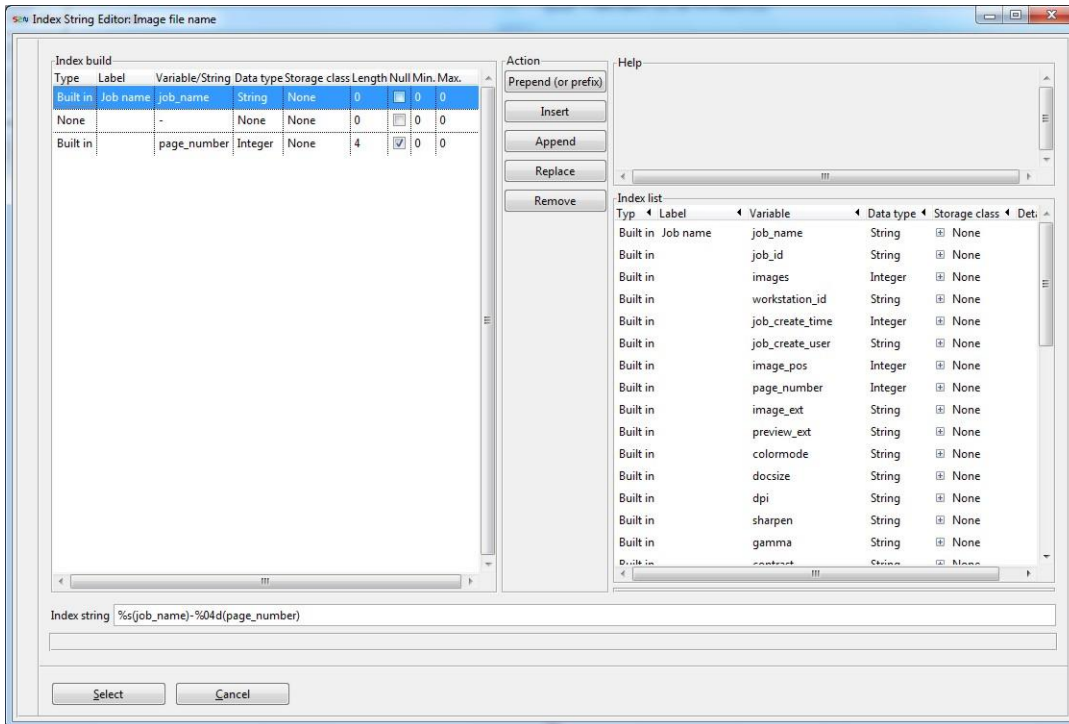 SCAN Index String Editor: Image file name
Index build
Type Label Variable/String Data type Storage class Length Null Min. Max.
Built in Job name job_name String None 0 0 0
None - None None 0 0 0
Built in page_number Integer None 4 0 0
Action
Prepend (or prefix)
Insert
Append
Replace
Remove
Help
Index list
Typ Label Variable Data type Storage class Deta
Built in Job name job_name String None
Built in job_id String None
Built in images Integer None
Built in workstation_id String None
Built in job_create_time Integer None
Built in job_create_user String None
Built in image_pos Integer None
Built in page_number Integer None
Built in image_ext String None
Built in preview_ext String None
Built in colormode String None
Built in docsize String None
Built in dpi String None
Built in sharpen String None
Built in gamma String None
Built in contrast String None
Index string %s(job_name)-%04d(page_number)
Select Cancel